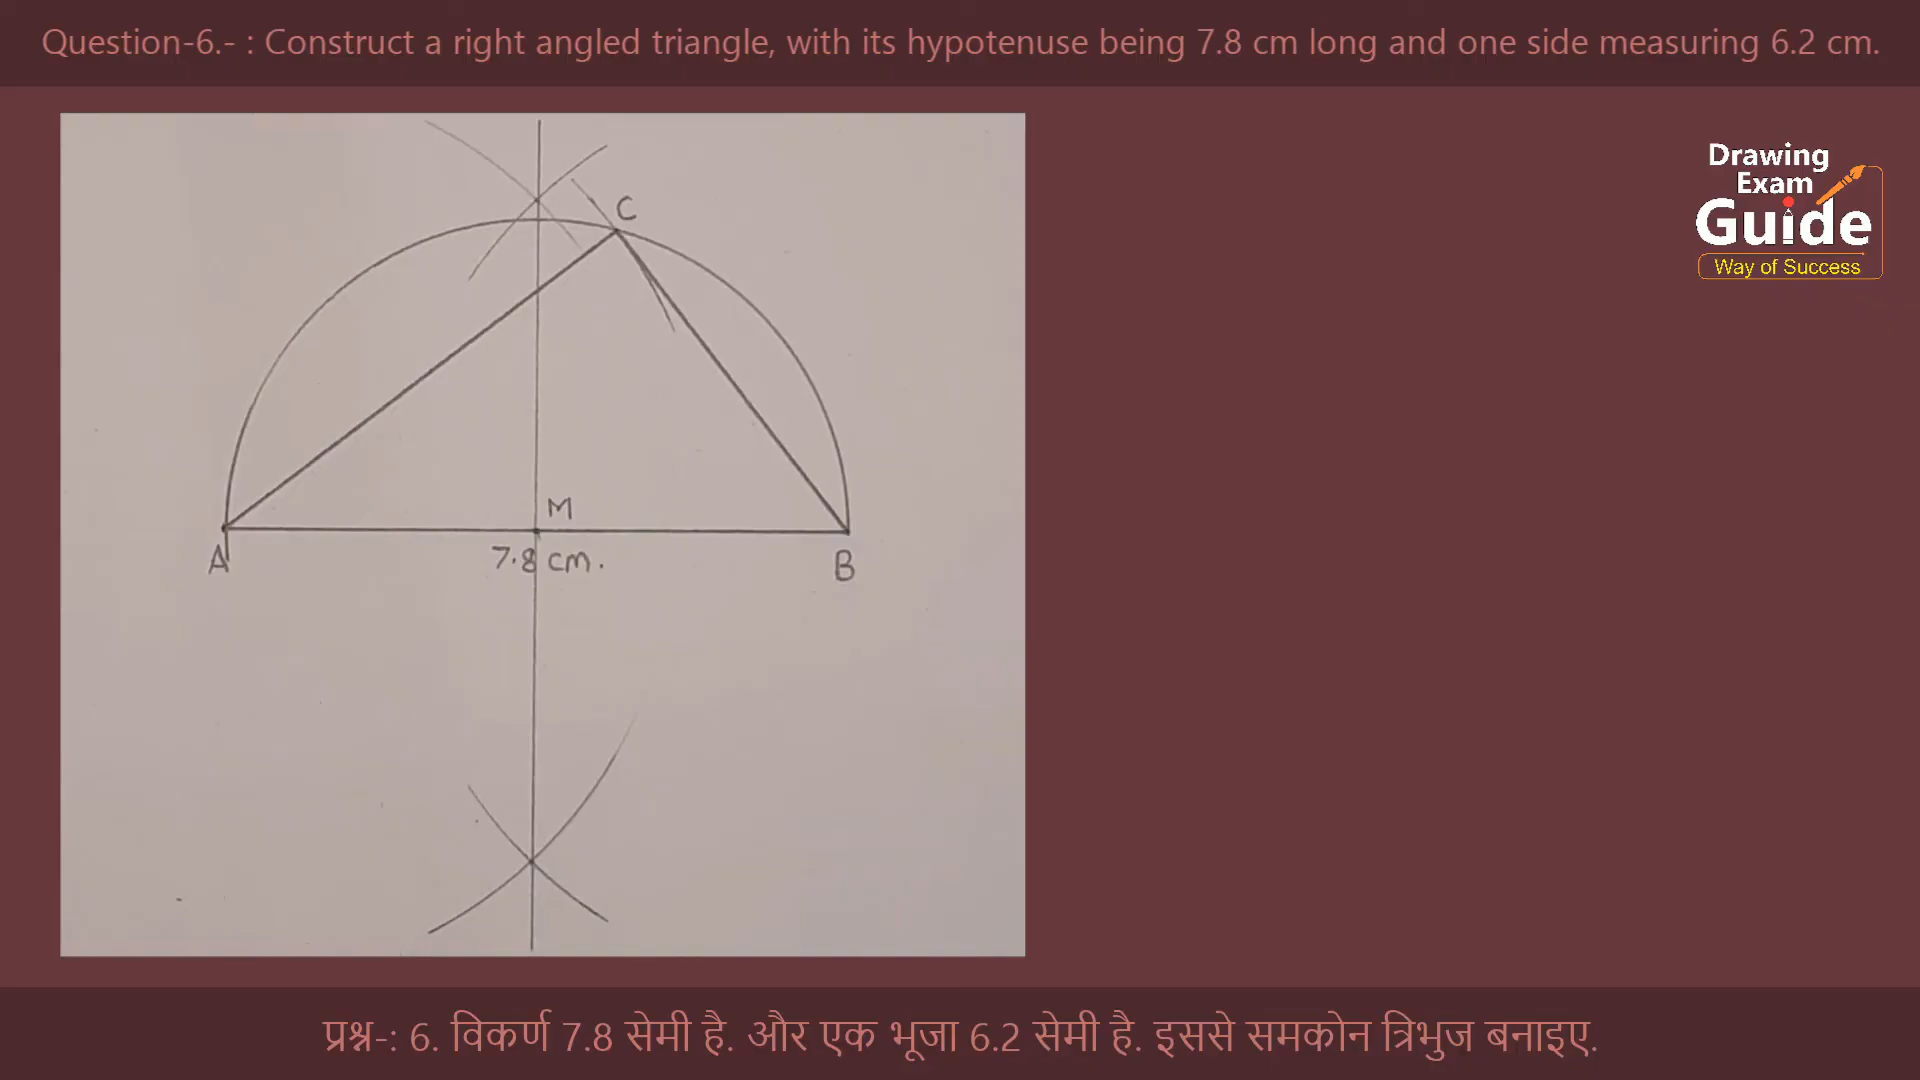 Question-6.- : Construct a right angled triangle, with its hypotenuse being 7.8 cm long and one side measuring 6.2 cm.
Drawing
Exam
Guide
Way of Success
C
M
A
7.8 cm.
B
प्रश्न-: 6. विकर्ण 7.8 सेमी है. और एक भूजा 6.2 सेमी है. इससे समकोन त्रिभुज बनाइए.